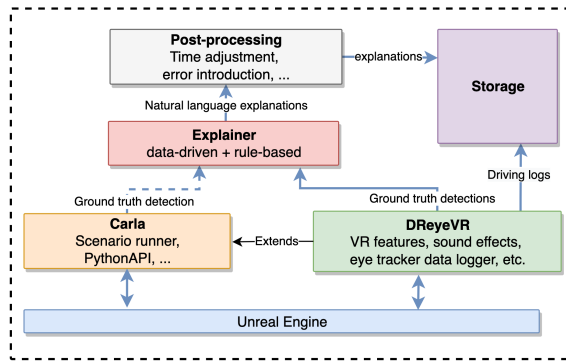 Post-processing
Time adjustment,
error introduction, ...
explanations
Storage
Natural language explanations
Explainer
data-driven + rule-based
Driving logs
Ground truth detection
Ground truth detections
Carla
Scenario runner,
PythonAPI, ...
Extends
DReyeVR
VR features, sound effects,
eye tracker data logger, etc.
Unreal Engine